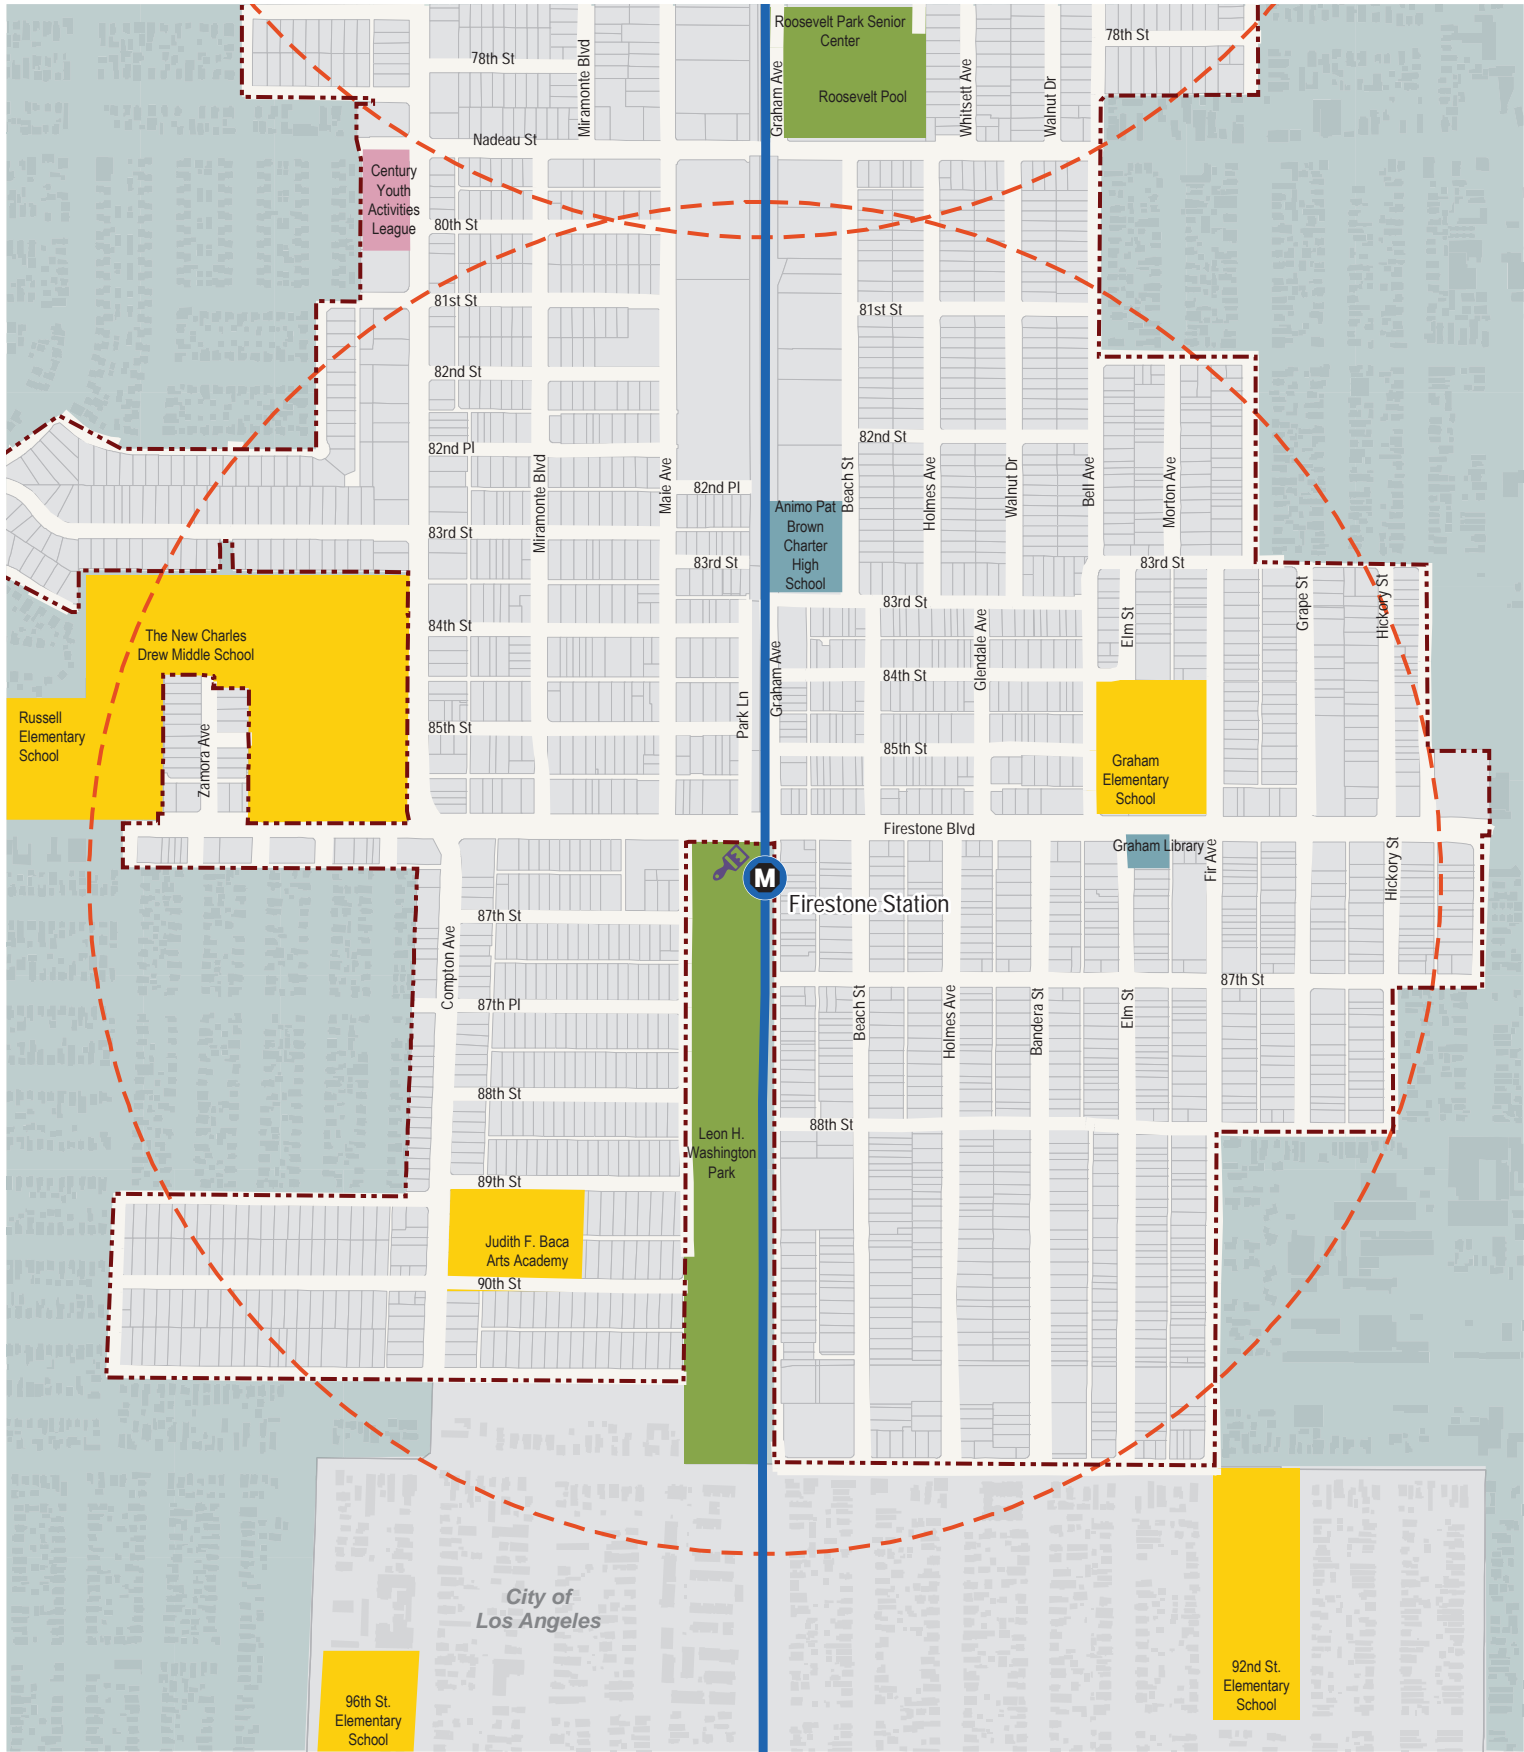 Roosevelt Park Senior
Center
78th St
78th St
Miramonte Blvd
Graham Ave
Whitsett Ave
Walnut Dr
Roosevelt Pool
Nadeau St
Century
Youth
Activities
League
80th St
81st St
81st St
82nd St
82nd St
82nd Pl
Miramonte Blvd
Maie Ave
82nd Pl
Beach St
Holmes Ave
Walnut Dr
Bell Ave
Morton Ave
Animo Pat
Brown
Charter
High
School
83rd St
83rd St
83rd St
83rd St
Grape St
Hickory St
Elm St
Glendale Ave
84th St
The New Charles
Drew Middle School
Graham Ave
84th St
Park Ln
Russell
Elementary
School
Zamora Ave
85th St
85th St
Graham
Elementary
School
Firestone Blvd
Graham Library
Fir Ave
Hickory St
M
Firestone Station
87th St
Compton Ave
87th St
87th Pl
Beach St
Holmes Ave
Bandera St
Elm St
88th St
88th St
Leon H.
Washington
Park
89th St
Judith F. Baca
Arts Academy
90th St
City of
Los Angeles
92nd St.
Elementary
School
96th St.
Elementary
School